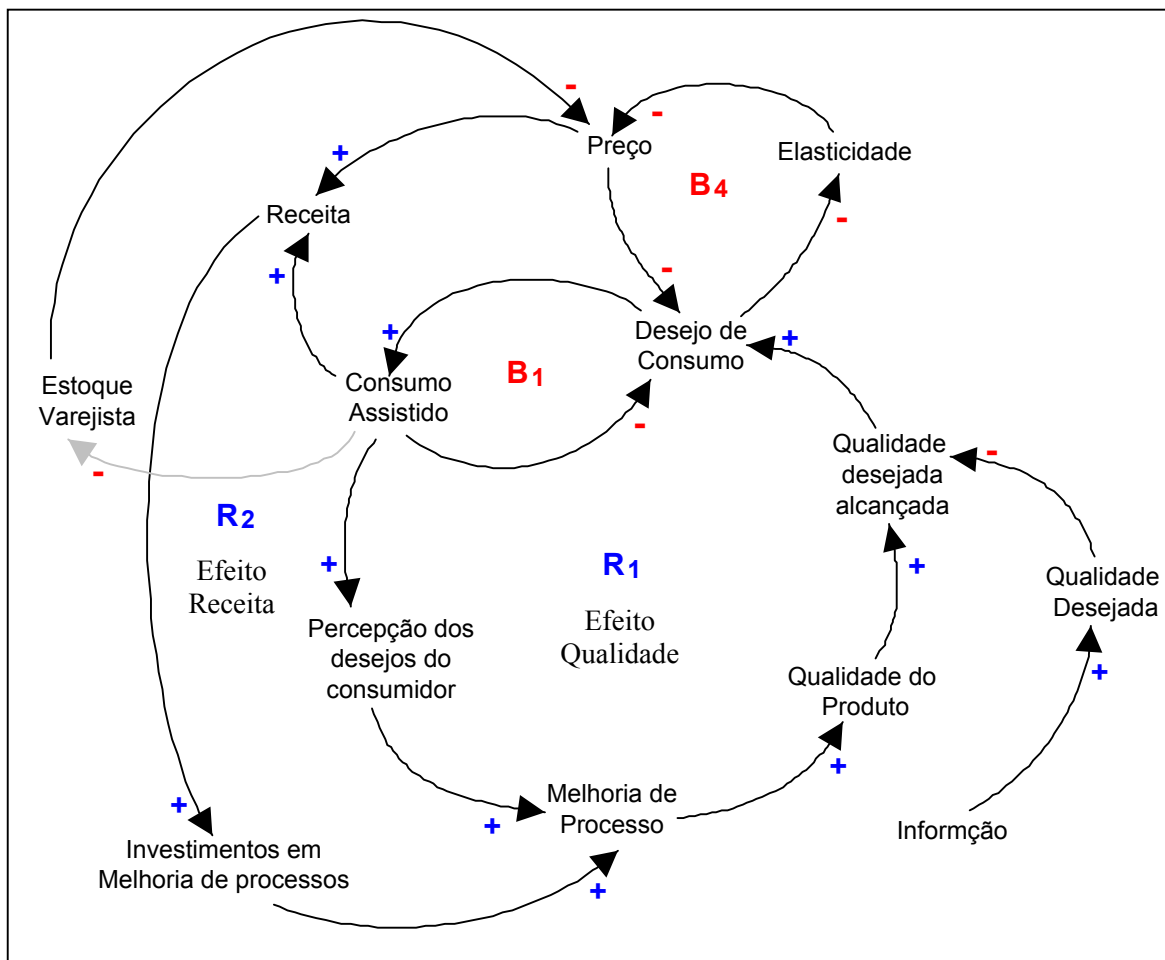 -
-
Preço
Elasticidade
+
B4
Receita
-
+
-
+
Desejo de
Consumo
+
Estoque
Varejista
Consumo
Assistido
B1
-
-
Qualidade
desejada
alcançada
-
R2
Efeito
Receita
+
R1
Efeito
Qualidade
+
Qualidade
Desejada
Percepção dos
desejos do
consumidor
Qualidade do
Produto
+
+
+
+
Melhoria de
Processo
Informção
Investimentos em
Melhoria de processos
+